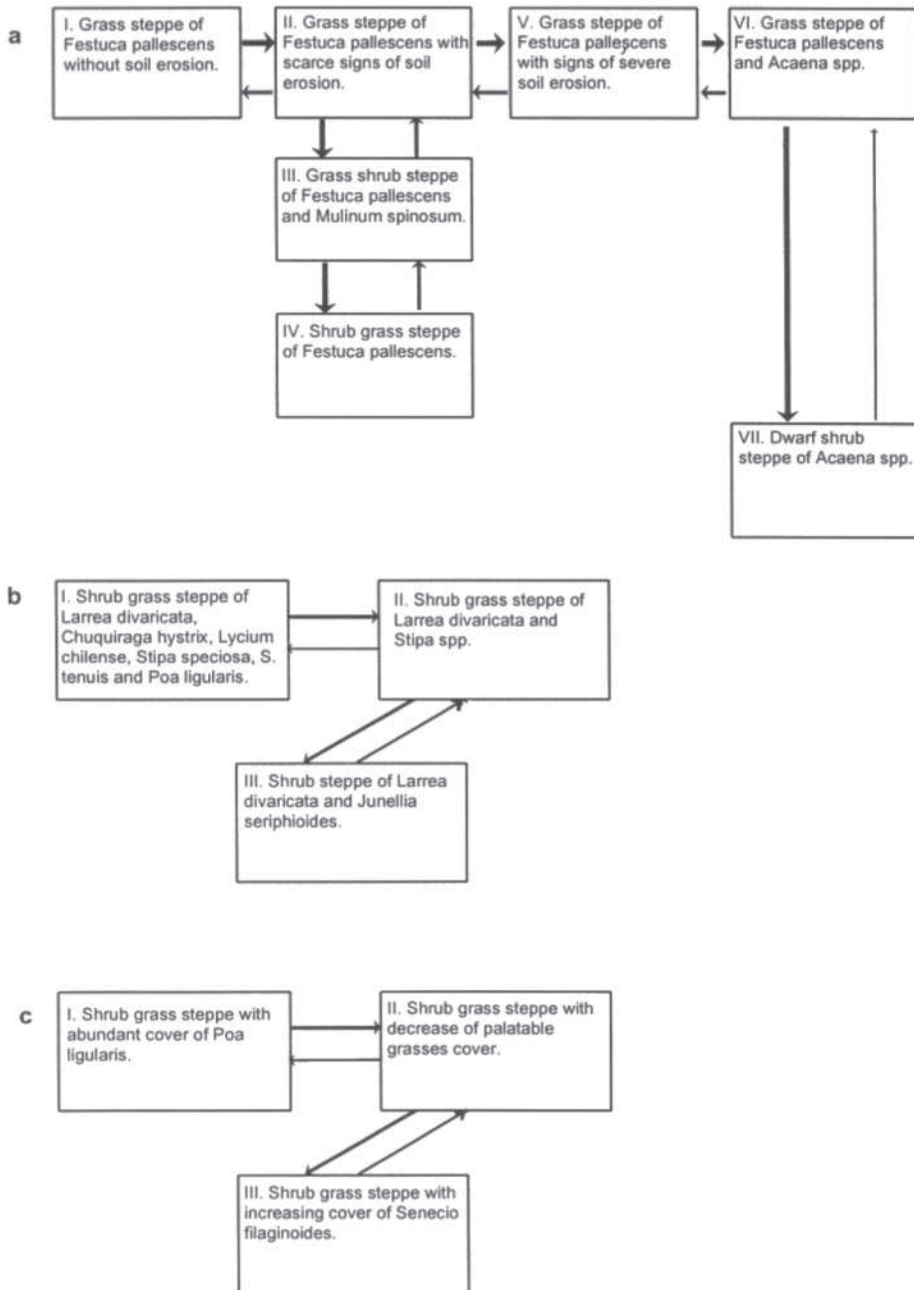 a
I. Grass steppe of
Festuca pallescens
without soil erosion.
II. Grass steppe of
Festuca pallescens with
scarce signs of soil
erosion.
V. Grass steppe of
Festuca pallescens
with signs of severe
soil erosion.
VI. Grass steppe of
Festuca pallescens
and Acaena spp.
III. Grass shrub steppe
of Festuca pallescens
and Mulinum spinosum.
IV. Shrub grass steppe
of Festuca pallescens.
VII. Dwarf shrub
steppe of Acaena spp.
b
I. Shrub grass steppe of
Larrea divaricata,
Chuquiraga hystrix, Lycium
chilense, Stipa speciosa, S.
tenuis and Poa ligularis.
II. Shrub grass steppe of
Larrea divaricata and
Stipa spp.
III. Shrub steppe of Larrea
divaricata and Junellia
seriphioides.
c
I. Shrub grass steppe with
abundant cover of Poa
ligularis.
II. Shrub grass steppe with
decrease of palatable
grasses cover.
III. Shrub grass steppe with
increasing cover of Senecio
filaginoides.